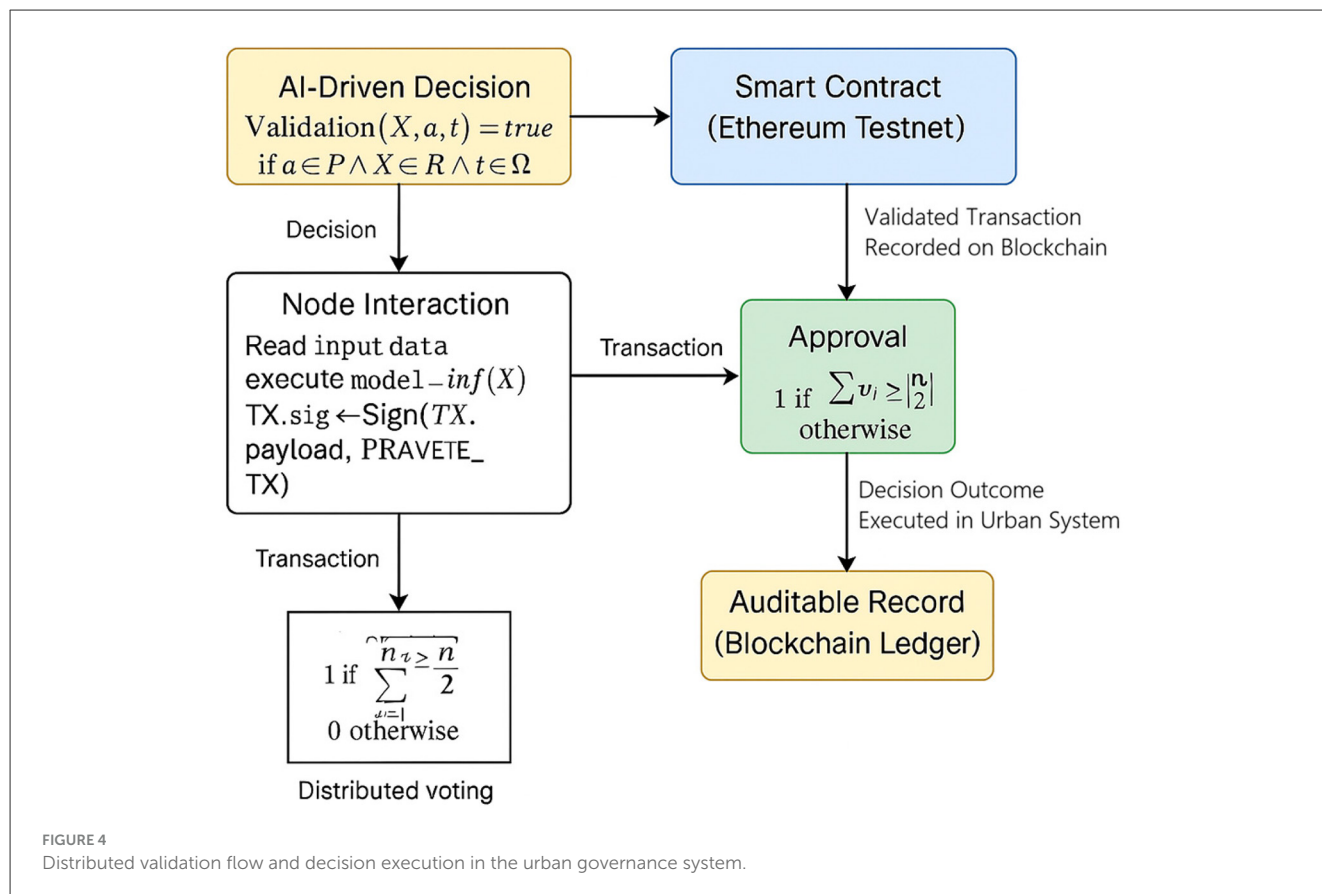 AI-Driven Decision
Validation(X, a, t) = true
if a ∈ P ∧ X ∈ R ∧ t ∈ Ω
Smart Contract
(Ethereum Testnet)
Decision
Validated Transaction
Recorded on Blockchain
Node Interaction
Read input data
execute model–inf(X)
TX.sig ←Sign(TX.
payload, PRAVETE_
TX)
Transaction
Approval
1 if ∑ v_i ≥ |n/2|
otherwise
Decision Outcome
Executed in Urban System
Transaction
Auditable Record
(Blockchain Ledger)
1 if ∑ n ≥ n/2
0 otherwise
Distributed voting
FIGURE 4
Distributed validation flow and decision execution in the urban governance system.